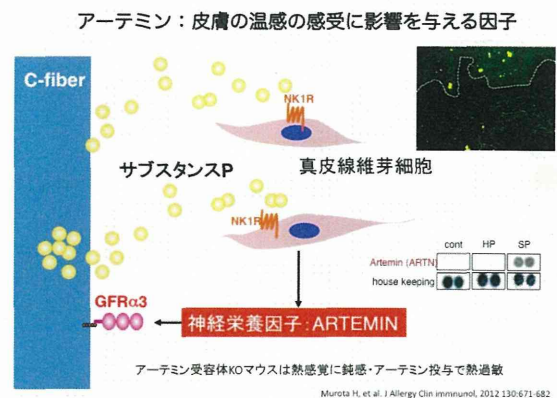 アーテミン：皮膚の温感の感受に影響を与える因子
C-fiber
NK1R
サブスタンスP
真皮線維芽細胞
NK1R
cont HP SP
Artemin (ARTN)
house keeping
GFRα3
神経栄養因子：ARTEMIN
アーテミン受容体KOマウスは熱感覚に鈍感・アーテミン投与で熱過敏
Murota H, et al. J Allergy Clin immnunol, 2012 130:671-682